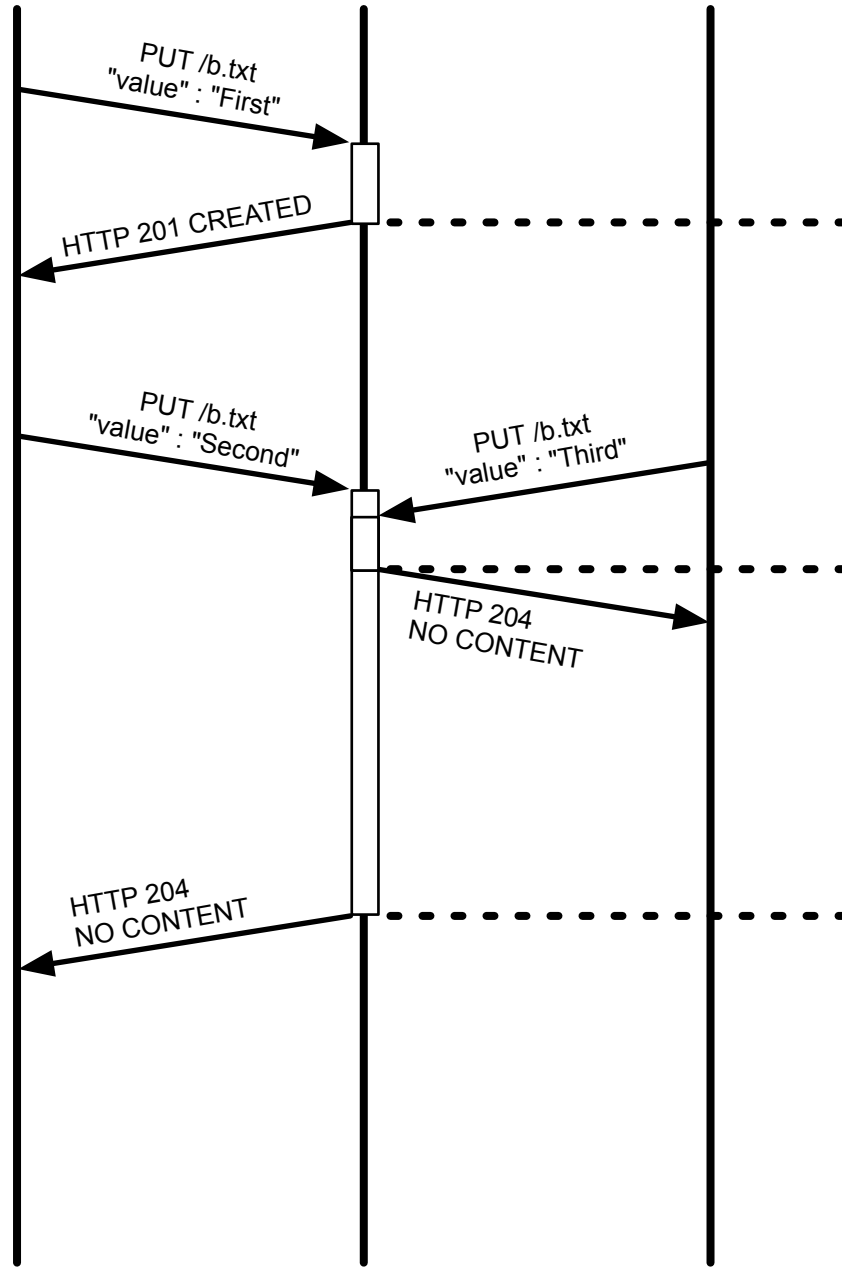 PUT /b.txt
"value" : "First"
HTTP 201 CREATED
PUT /b.txt
"value" : "Second"
PUT /b.txt
"value" : "Third"
HTTP 204
NO CONTENT
HTTP 204
NO CONTENT